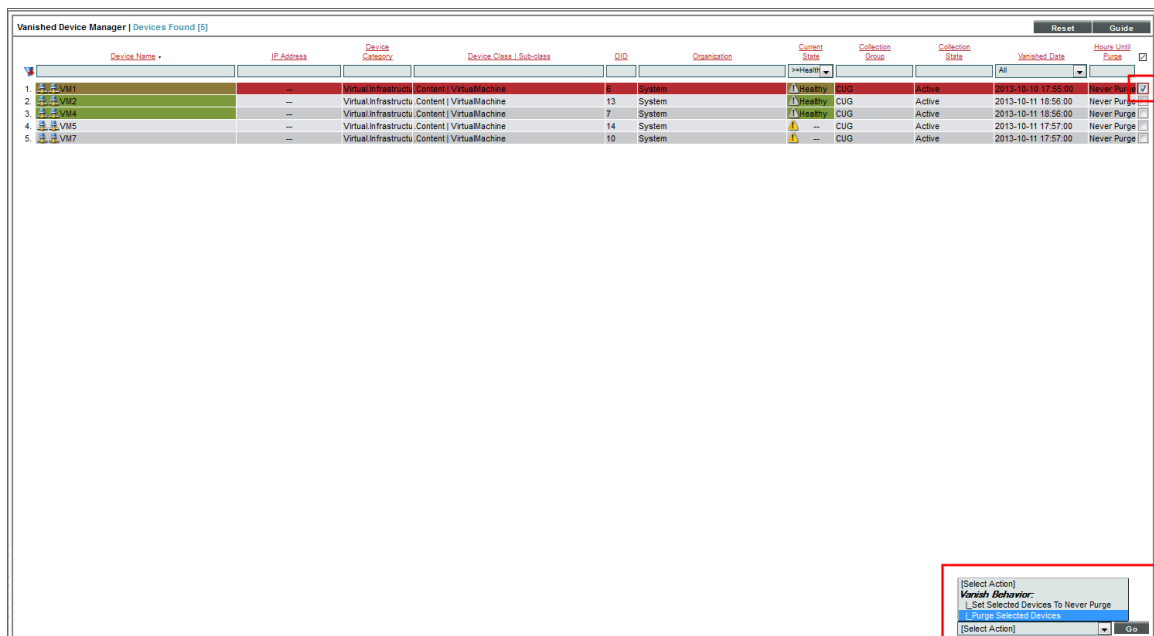 Vanished Device Manager | Devices Found [5] Reset Guide
Device Name IP Address Device Category Device Class | Sub-class DID Organization Current State Collection Group Collection State Vanished Date Hours Until Purge
>=Health All
1. VM1 -- Virtual.Infrastructu Content | VirtualMachine 6 System Healthy CUG Active 2013-10-10 17:55:00 Never Purge
2. VM2 -- Virtual.Infrastructu Content | VirtualMachine 13 System Healthy CUG Active 2013-10-11 18:56:00 Never Purge
3. VM4 -- Virtual.Infrastructu Content | VirtualMachine 7 System Healthy CUG Active 2013-10-11 18:56:00 Never Purge
4. VM5 -- Virtual.Infrastructu Content | VirtualMachine 14 System -- CUG Active 2013-10-11 17:57:00 Never Purge
5. VM7 -- Virtual.Infrastructu Content | VirtualMachine 10 System -- CUG Active 2013-10-11 17:57:00 Never Purge
[Select Action]
Vanish Behavior:
|_Set Selected Devices To Never Purge
|_Purge Selected Devices
[Select Action] Go